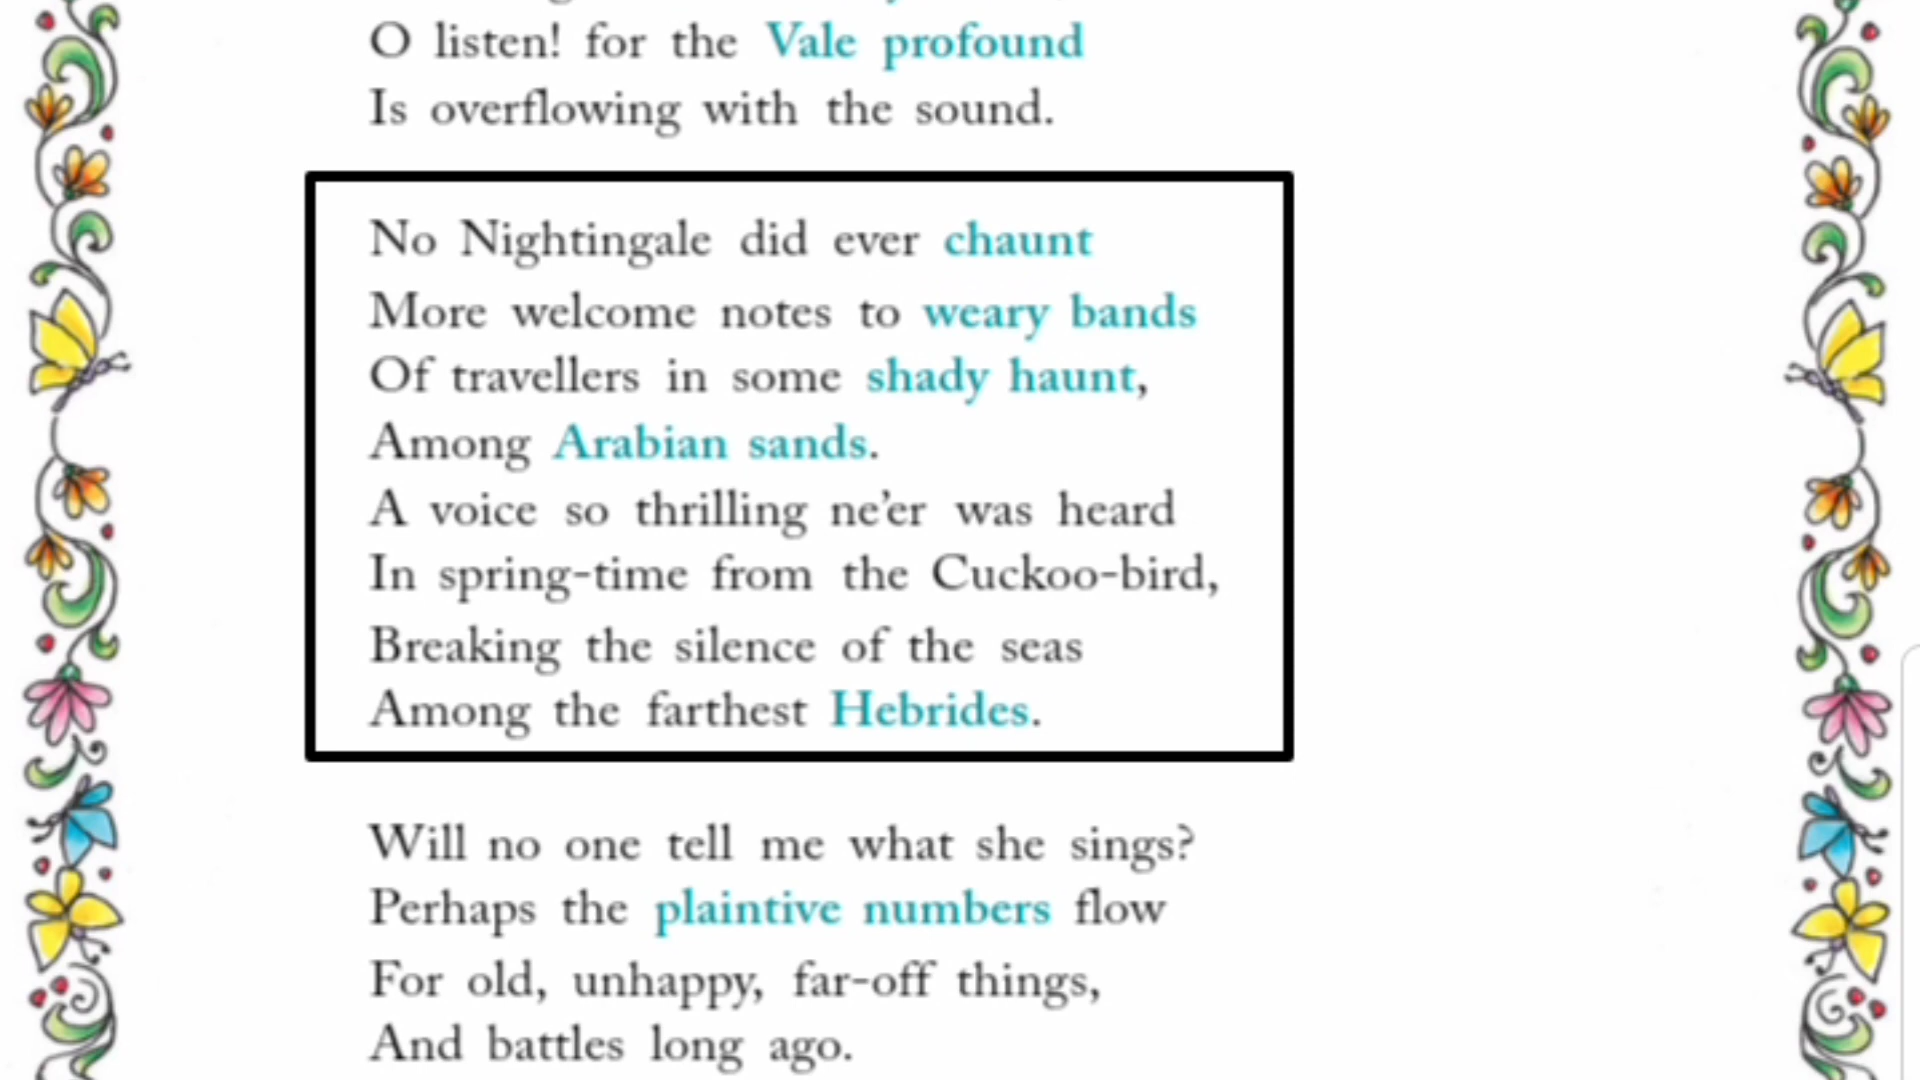 O listen! for the Vale profound
Is overflowing with the sound.
No Nightingale did ever chaunt
More welcome notes to weary bands
Of travellers in some shady haunt,
Among Arabian sands.
A voice so thrilling ne’er was heard
In spring-time from the Cuckoo-bird,
Breaking the silence of the seas
Among the farthest Hebrides.
Will no one tell me what she sings?
Perhaps the plaintive numbers flow
For old, unhappy, far-off things,
And battles long ago.